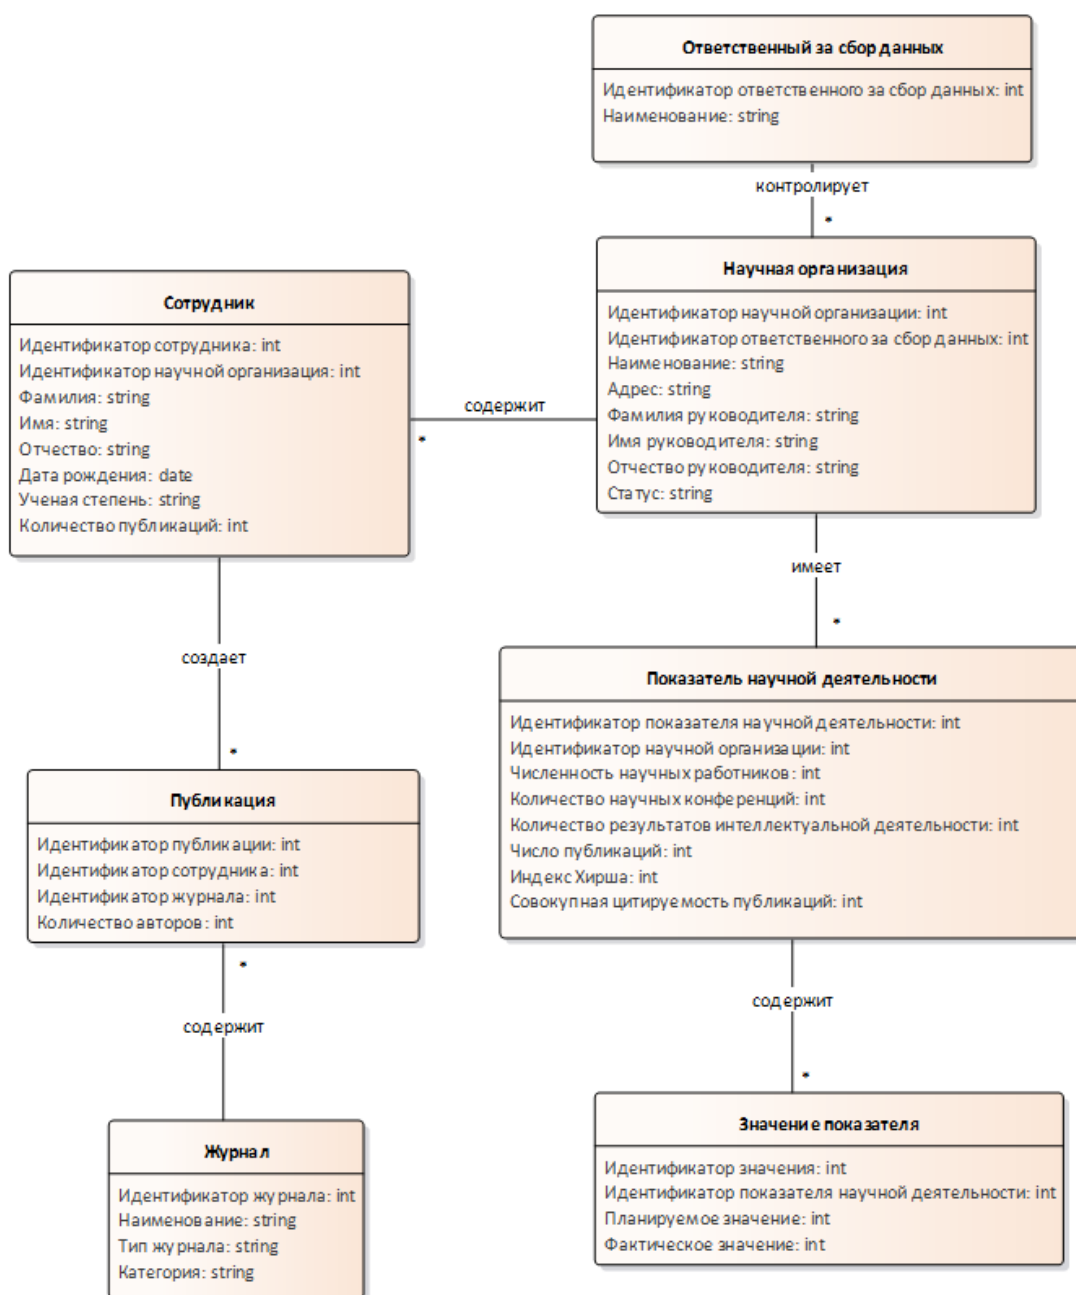 Ответственный за сбор данных
Идентификатор ответственного за сбор данных: int
Наименование: string
контролирует
*
Научная организация
Идентификатор научной организации: int
Идентификатор ответственного за сбор данных: int
Наименование: string
Адрес: string
Фамилия руководителя: string
Имя руководителя: string
Отчество руководителя: string
Статус: string
Сотрудник
Идентификатор сотрудника: int
Идентификатор научной организация: int
Фамилия: string
Имя: string
Отчество: string
Дата рождения: date
Ученая степень: string
Количество публикаций: int
содержит
*
имеет
*
создает
*
Показатель научной деятельности
Идентификатор показателя научной деятельности: int
Идентификатор научной организации: int
Численность научных работников: int
Количество научных конференций: int
Количество результатов интеллектуальной деятельности: int
Число публикаций: int
Индекс Хирша: int
Совокупная цитируемость публикаций: int
Публикация
Идентификатор публикации: int
Идентификатор сотрудника: int
Идентификатор журнала: int
Количество авторов: int
*
содержит
содержит
*
Журнал
Идентификатор журнала: int
Наименование: string
Тип журнала: string
Категория: string
Значение показателя
Идентификатор значения: int
Идентификатор показателя научной деятельности: int
Планируемое значение: int
Фактическое значение: int